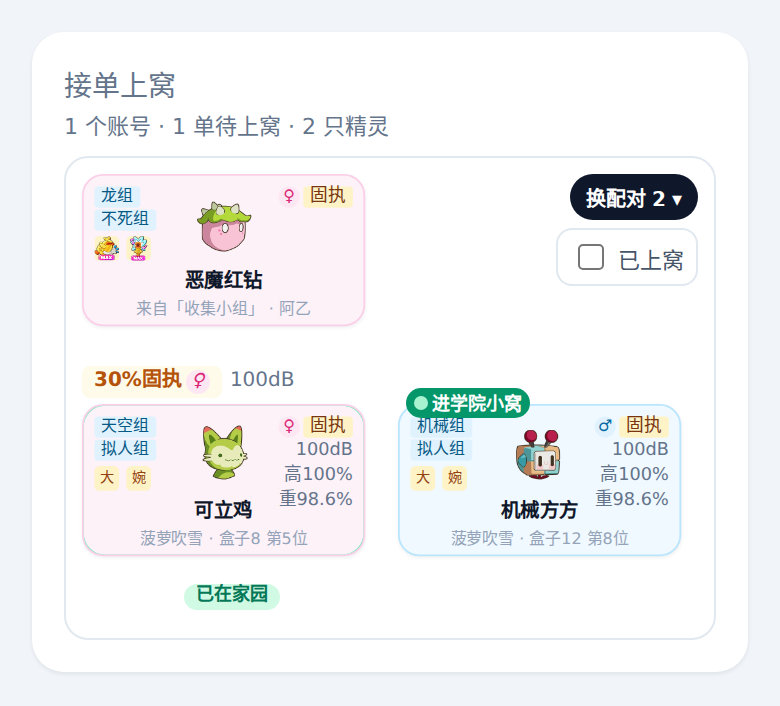 接单上窝
1 个账号 · 1 单待上窝 · 2 只精灵
龙组
不死组
♀ 固执
MAX MAX
恶魔红钻
来自「收集小组」 · 阿乙
换配对 2 ▾
已上窝
30%固执 ♀ 100dB
天空组
拟人组
大 婉
♀ 固执
100dB
高100%
重98.6%
可立鸡
菠萝吹雪 · 盒子8 第5位
已在家园
进学院小窝
机械组
拟人组
大 婉
♂ 固执
100dB
高100%
重98.6%
机械方方
菠萝吹雪 · 盒子12 第8位